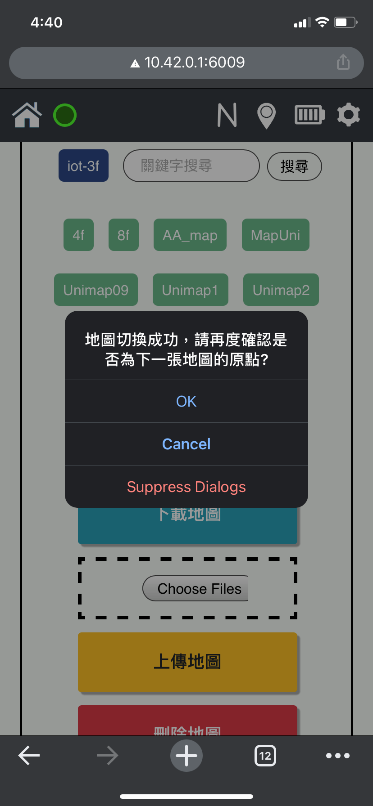 4:40
10.42.0.1:6009
N
iot-3f
關鍵字搜尋
搜尋
4f
8f
AA_map
MapUni
Unimap09
Unimap1
Unimap2
地圖切換成功，請再度確認是
否為下一張地圖的原點?
OK
Cancel
Suppress Dialogs
下載地圖
Choose Files
上傳地圖
刪除地圖
12